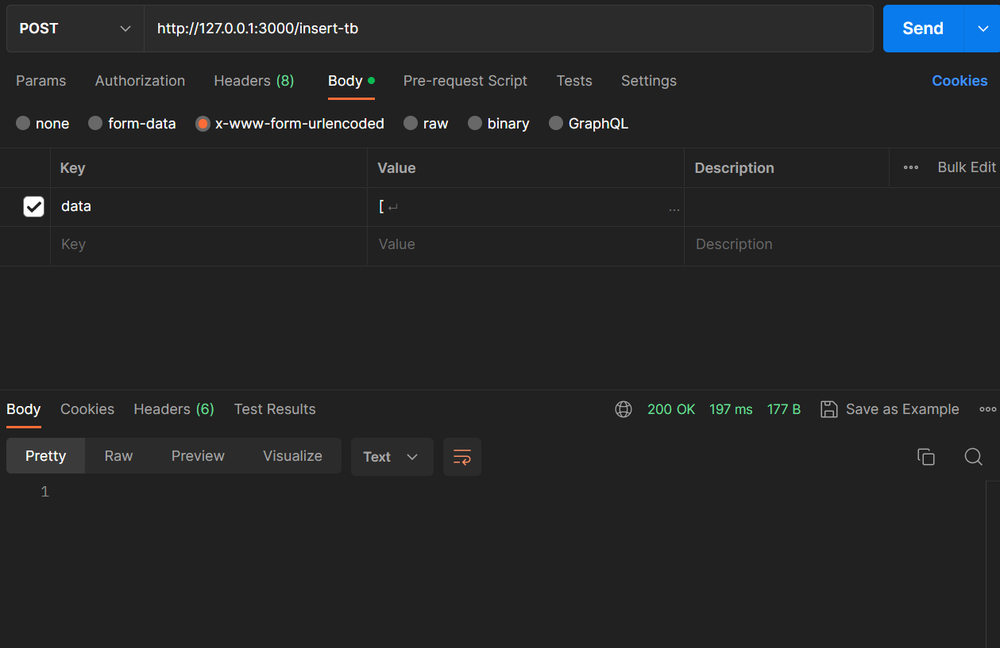 POST http://127.0.0.1:3000/insert-tb Send
Params Authorization Headers (8) Body Pre-request Script Tests Settings Cookies
none form-data x-www-form-urlencoded raw binary GraphQL
Key Value Description ooo Bulk Edit
data [ ↵ ...
Key Value Description
Body Cookies Headers (6) Test Results 200 OK 197 ms 177 B Save as Example ooo
Pretty Raw Preview Visualize Text
1